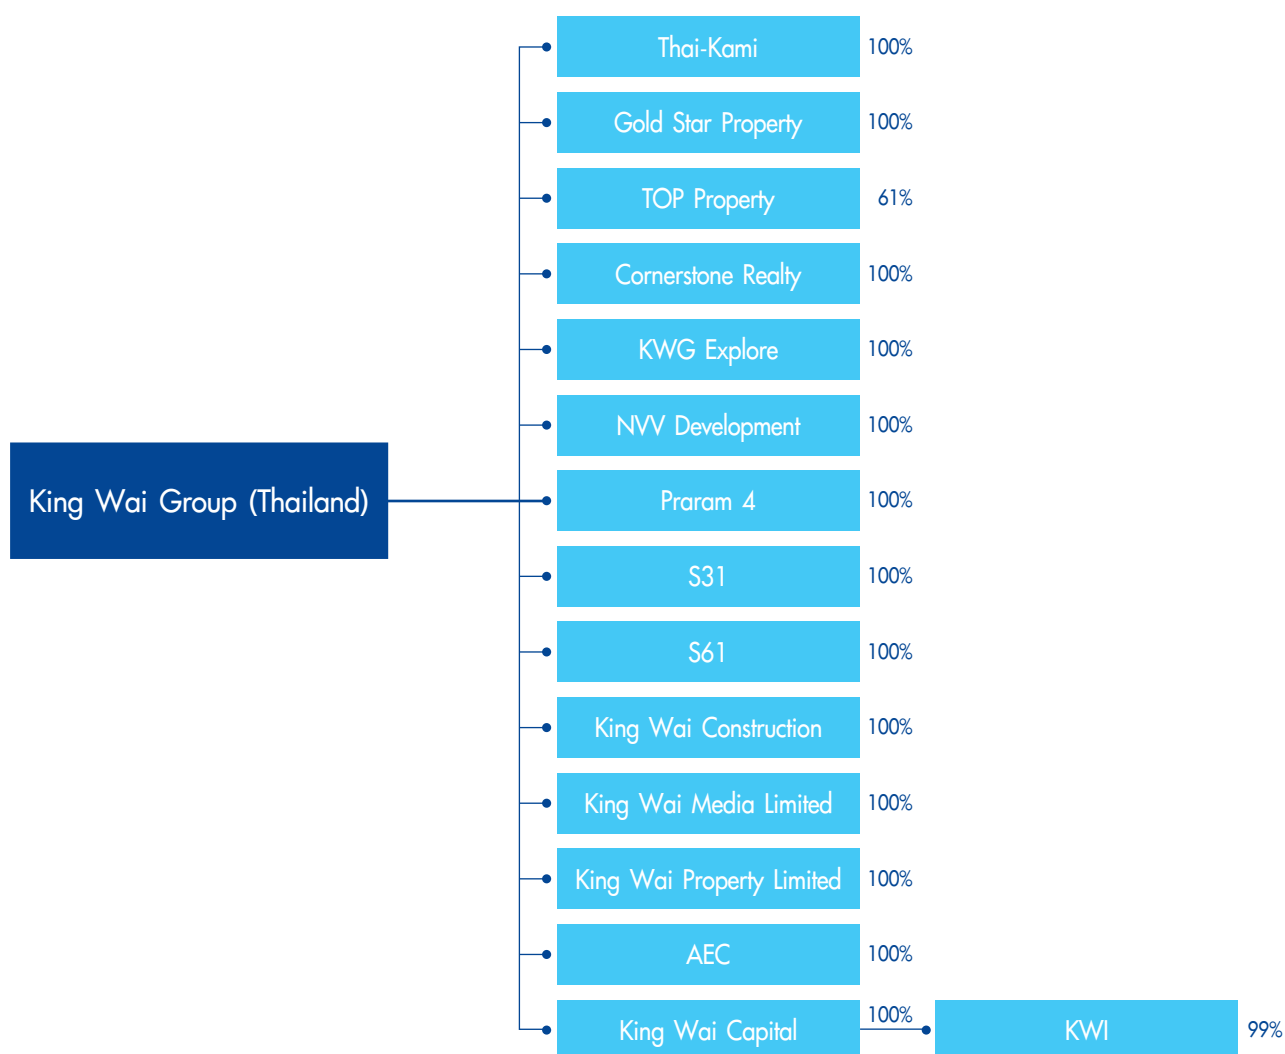 Thai-Kami 100%
Gold Star Property 100%
TOP Property 61%
Cornerstone Realty 100%
KWG Explore 100%
NVV Development 100%
King Wai Group (Thailand)
Praram 4 100%
S31 100%
S61 100%
King Wai Construction 100%
King Wai Media Limited 100%
King Wai Property Limited 100%
AEC 100%
King Wai Capital 100% KWI 99%